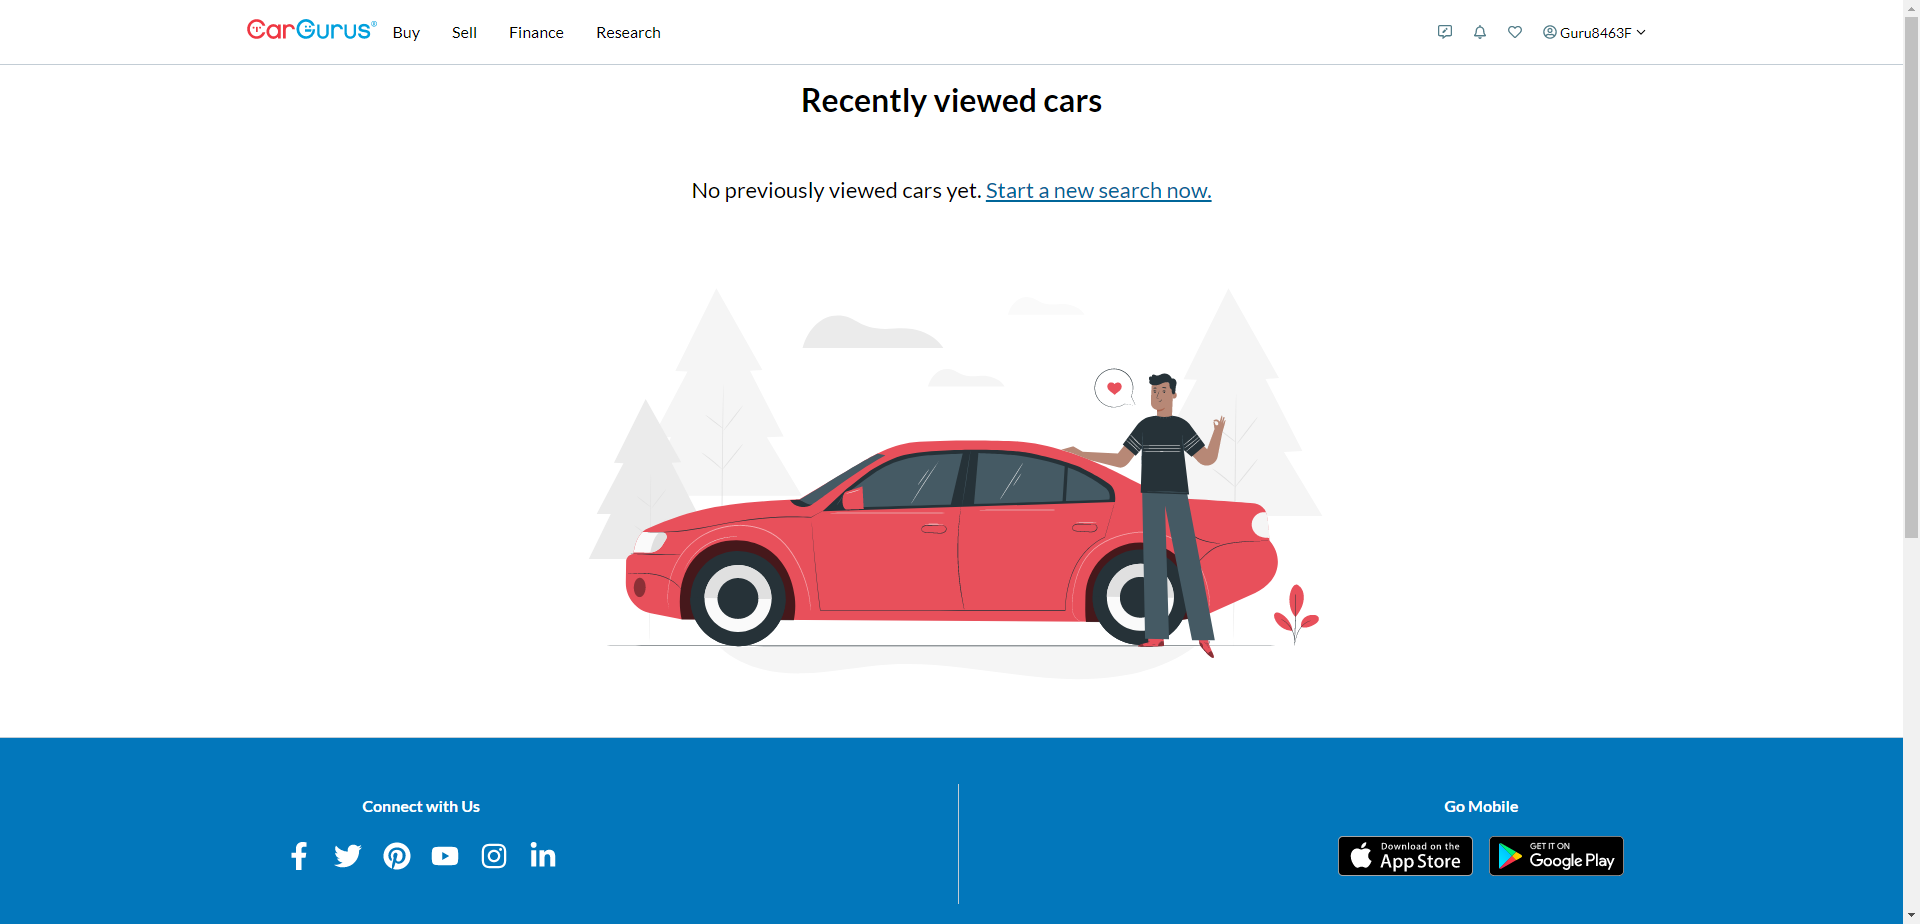 CarGurus® Buy Sell Finance Research Guru8463F
Recently viewed cars
No previously viewed cars yet. Start a new search now.
Connect with Us
Go Mobile
Download on the
App Store
GET IT ON
Google Play